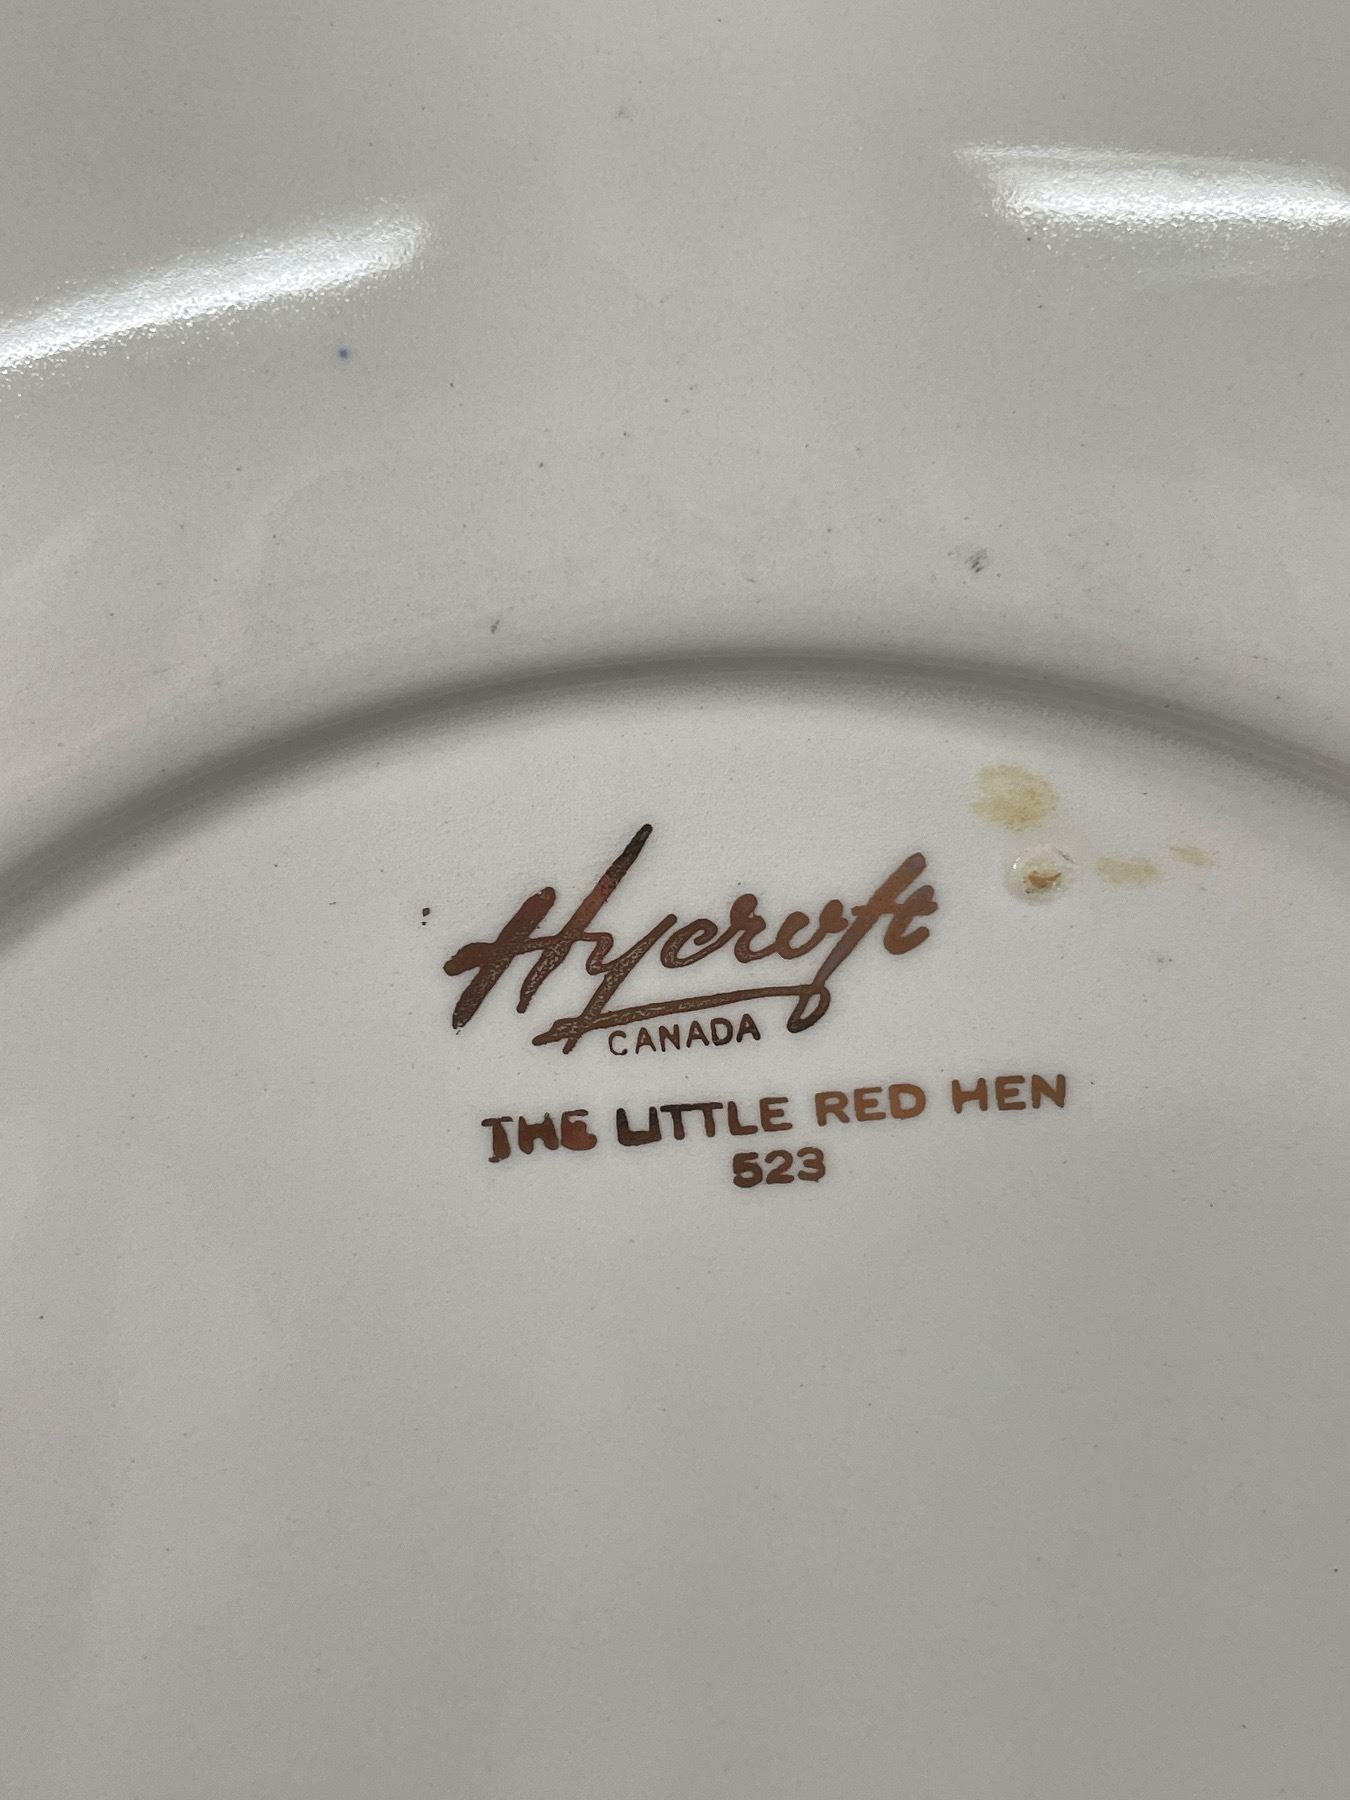 Hycroft
CANADA
THE LITTLE RED HEN
523